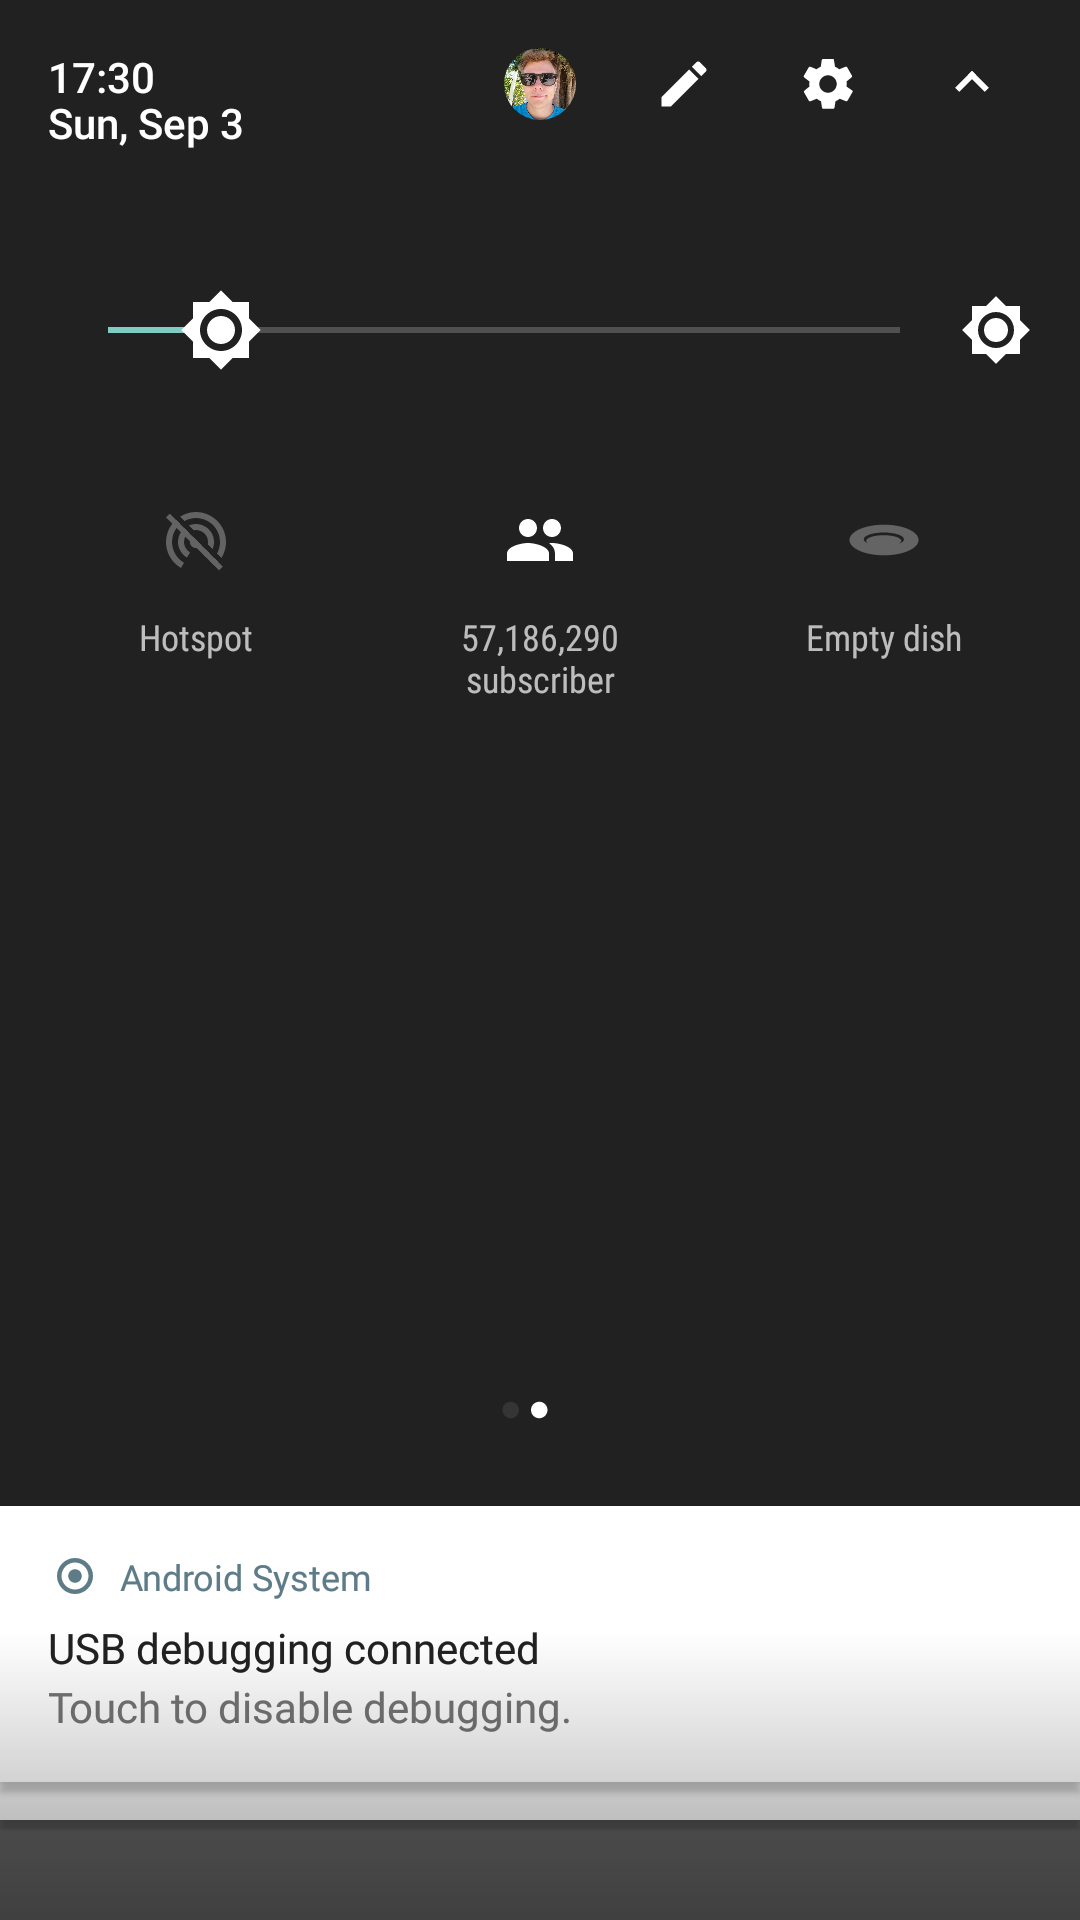 17:30
Sun, Sep 3
Hotspot
57,186,290
subscriber
Empty dish
Android System
USB debugging connected
Touch to disable debugging.